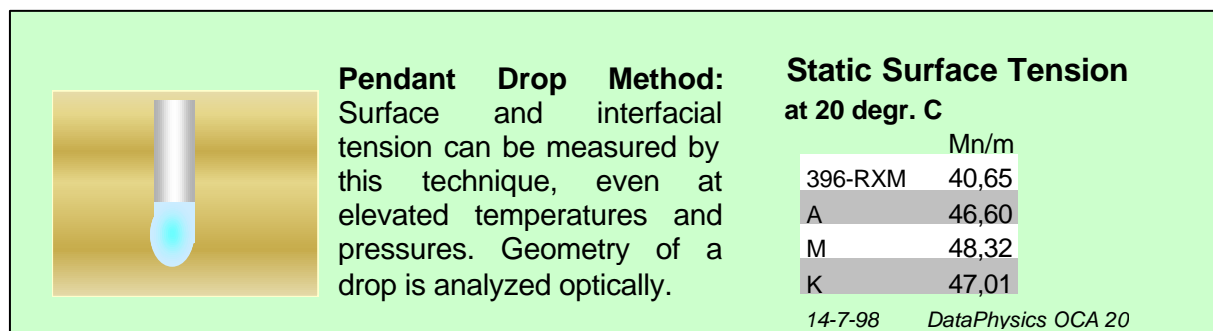 Pendant Drop Method:
Surface and interfacial
tension can be measured by
this technique, even at
elevated temperatures and
pressures. Geometry of a
drop is analyzed optically.
Static Surface Tension
at 20 degr. C
Mn/m
396-RXM 40,65
A 46,60
M 48,32
K 47,01
14-7-98 DataPhysics OCA 20